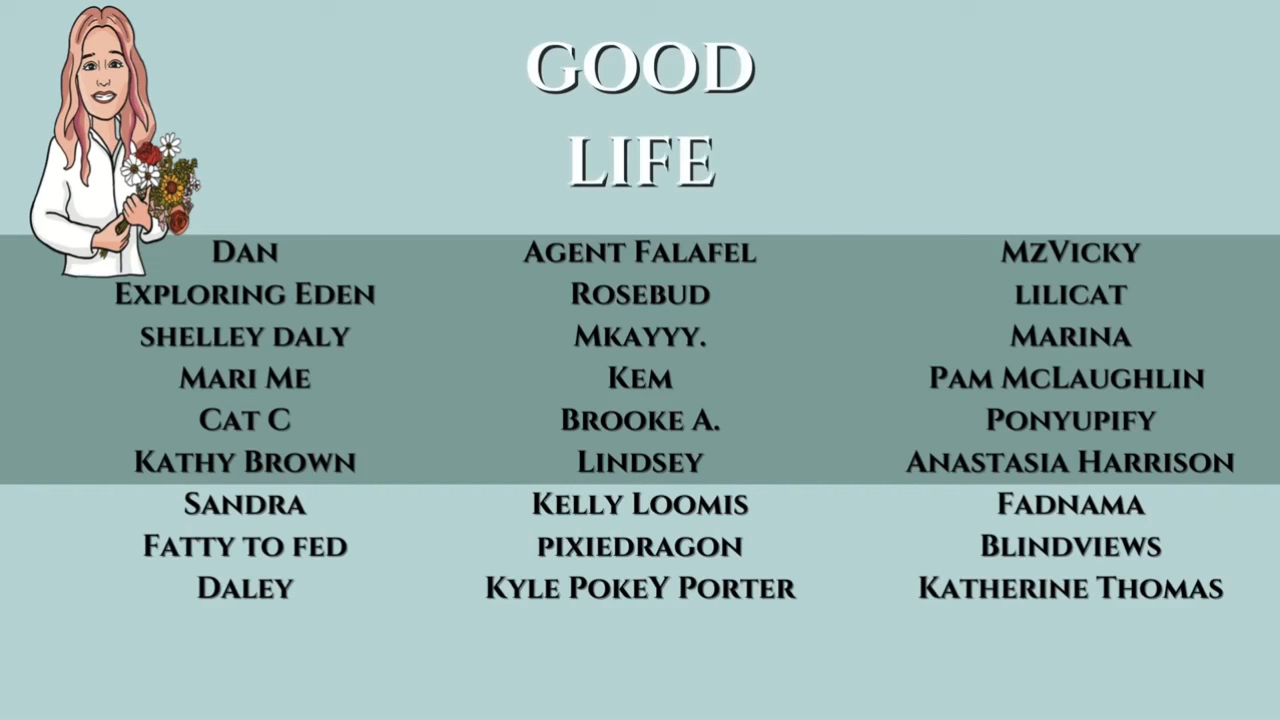 GOOD
LIFE
Dan Agent Falafel MzVicky
Exploring Eden Rosebud lilicat
shelley daly Mkayyy. Marina
Mari Me Kem Pam McLaughlin
Cat C Brooke A. Ponyupify
Kathy Brown Lindsey Anastasia Harrison
Sandra Kelly Loomis Fadnama
Fatty to fed pixiedragon Blindviews
Daley Kyle PokeY Porter Katherine Thomas